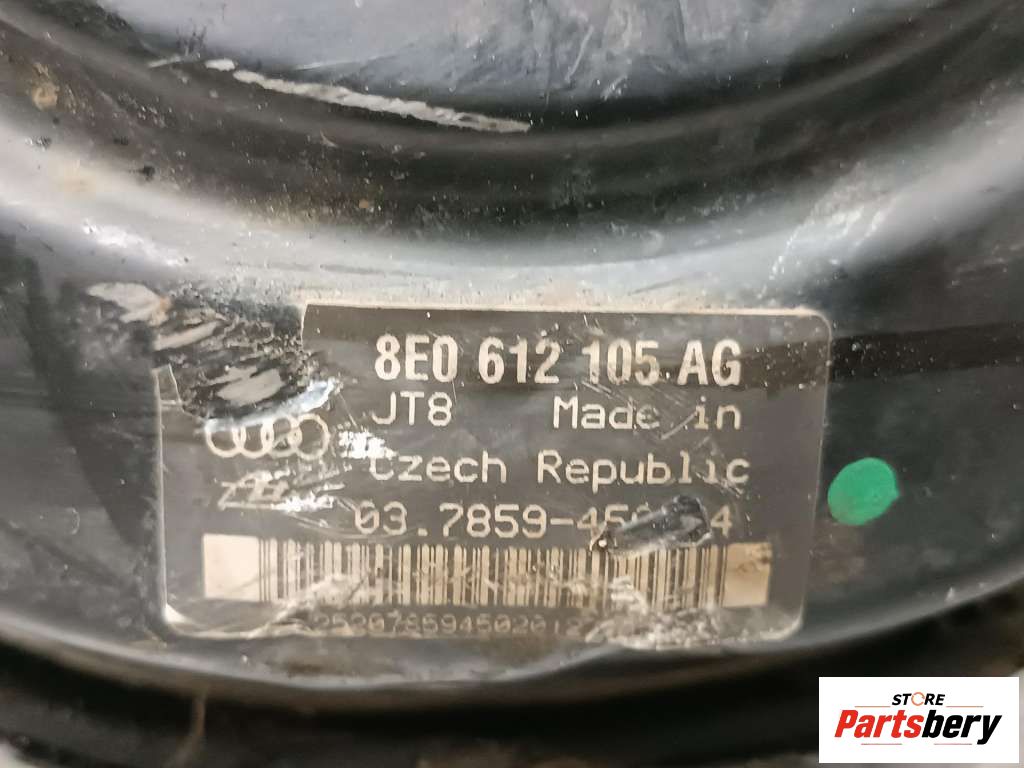 8E0 612 105 AG
JT8 Made in
Czech Republic
STORE
Partsbery